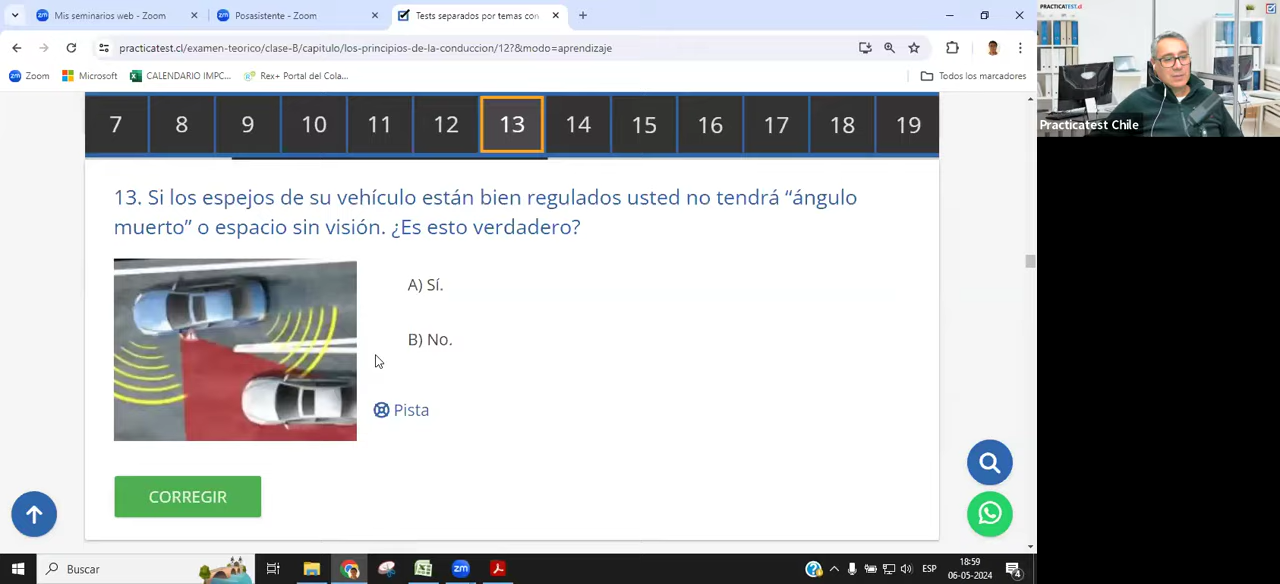 Mis seminarios web - Zoom
Posasistente - Zoom
Tests separados por temas con
practicatest.cl/examen-teorico/clase-B/capitulo/los-principios-de-la-conduccion/12?&modo=aprendizaje
Zoom
Microsoft
CALENDARIO IMPC...
Rex+ Portal del Cola...
Todos los marcadores
7 8 9 10 11 12 13 14 15 16 17 18 19
13. Si los espejos de su vehículo están bien regulados usted no tendrá “ángulo
muerto” o espacio sin visión. ¿Es esto verdadero?
A) Sí.
B) No.
Pista
CORREGIR
Buscar
ESP
18:59
06-05-2024
4
PRACTICATEST.cl
Practicatest Chile